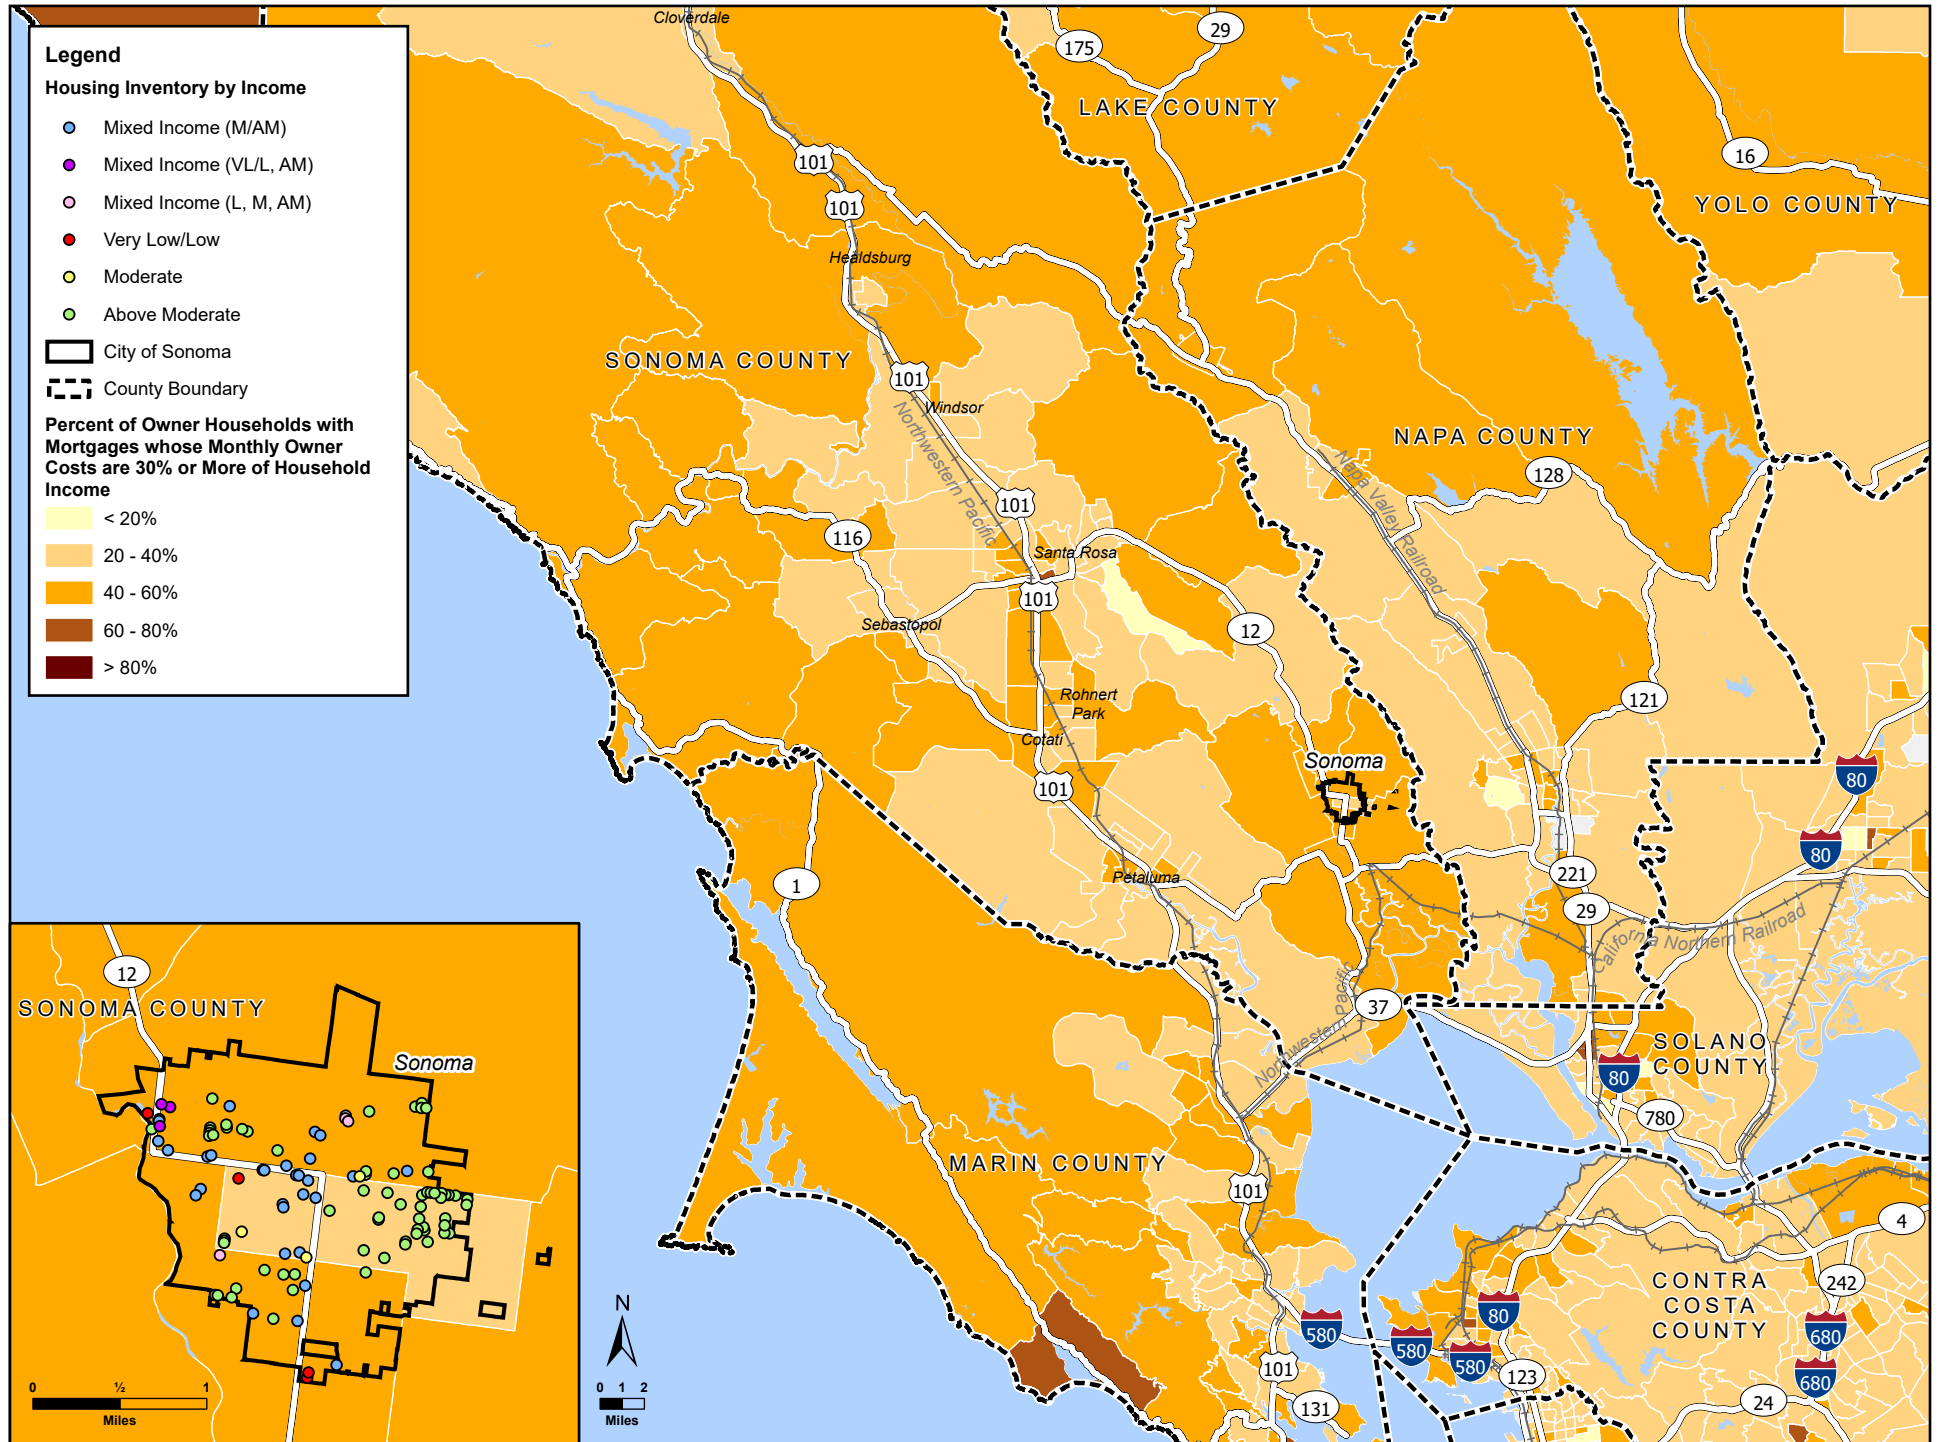 Legend
Housing Inventory by Income
Mixed Income (M/AM)
Mixed Income (VL/L, AM)
Mixed Income (L, M, AM)
Very Low/Low
Moderate
Above Moderate
City of Sonoma
County Boundary
Percent of Owner Households with
Mortgages whose Monthly Owner
Costs are 30% or More of Household
Income
< 20%
20 - 40%
40 - 60%
60 - 80%
> 80%
Cloverdale
175
29
LAKE COUNTY
16
YOLO COUNTY
101
101
Healdsburg
SONOMA COUNTY
101
Windsor
Northwestern Pacific
NAPA COUNTY
Napa Valley Railroad
128
101
116
Santa Rosa
101
Sebastopol
12
Rohnert
Park
121
Cotati
Sonoma
101
80
80
Petaluma
1
221
29
California Northern Railroad
Northwestern Pacific
37
SOLANO
COUNTY
80
780
MARIN COUNTY
101
4
CONTRA
COSTA
COUNTY
242
80
580
580
580
680
680
101
123
131
24
12
SONOMA COUNTY
Sonoma
0 ½ 1
Miles
N
0 1 2
Miles